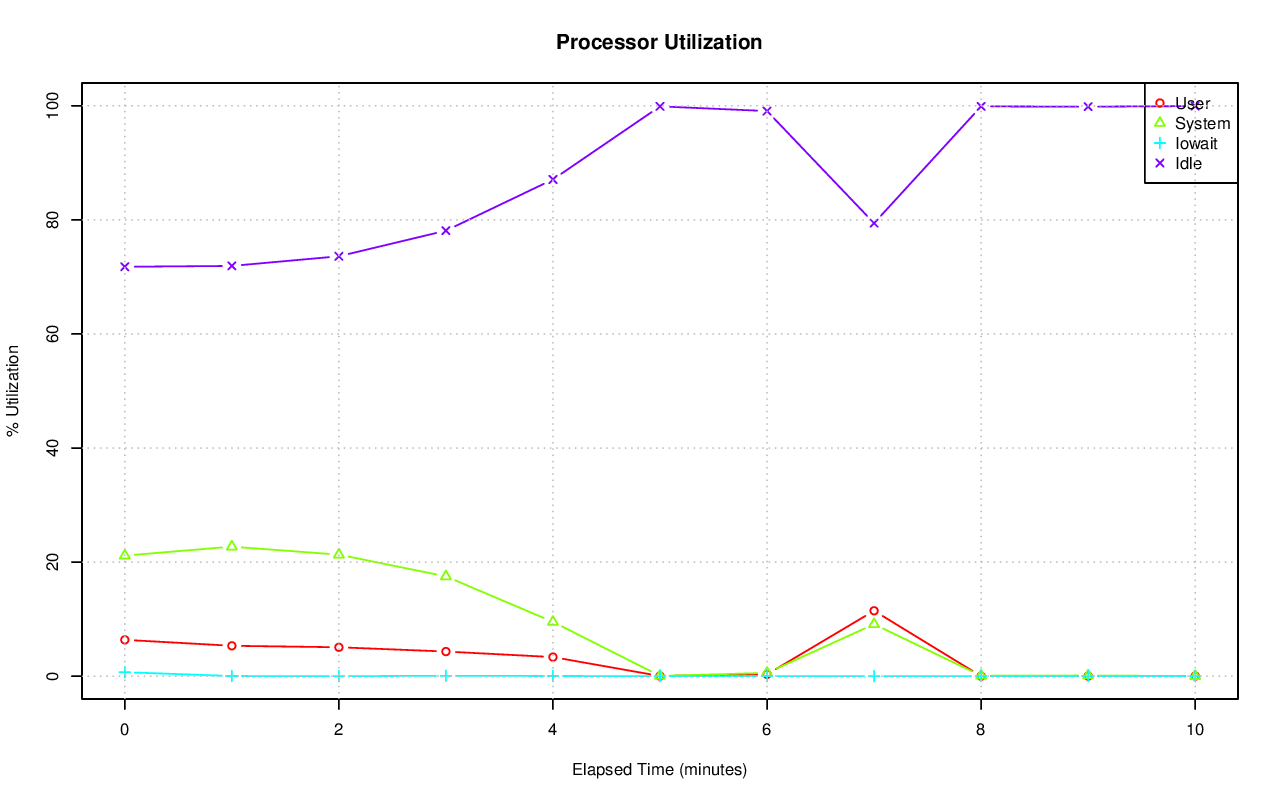 Processor Utilization
100
80
60
40
20
0
% Utilization
User
System
Iowait
Idle
0 2 4 6 8 10
Elapsed Time (minutes)